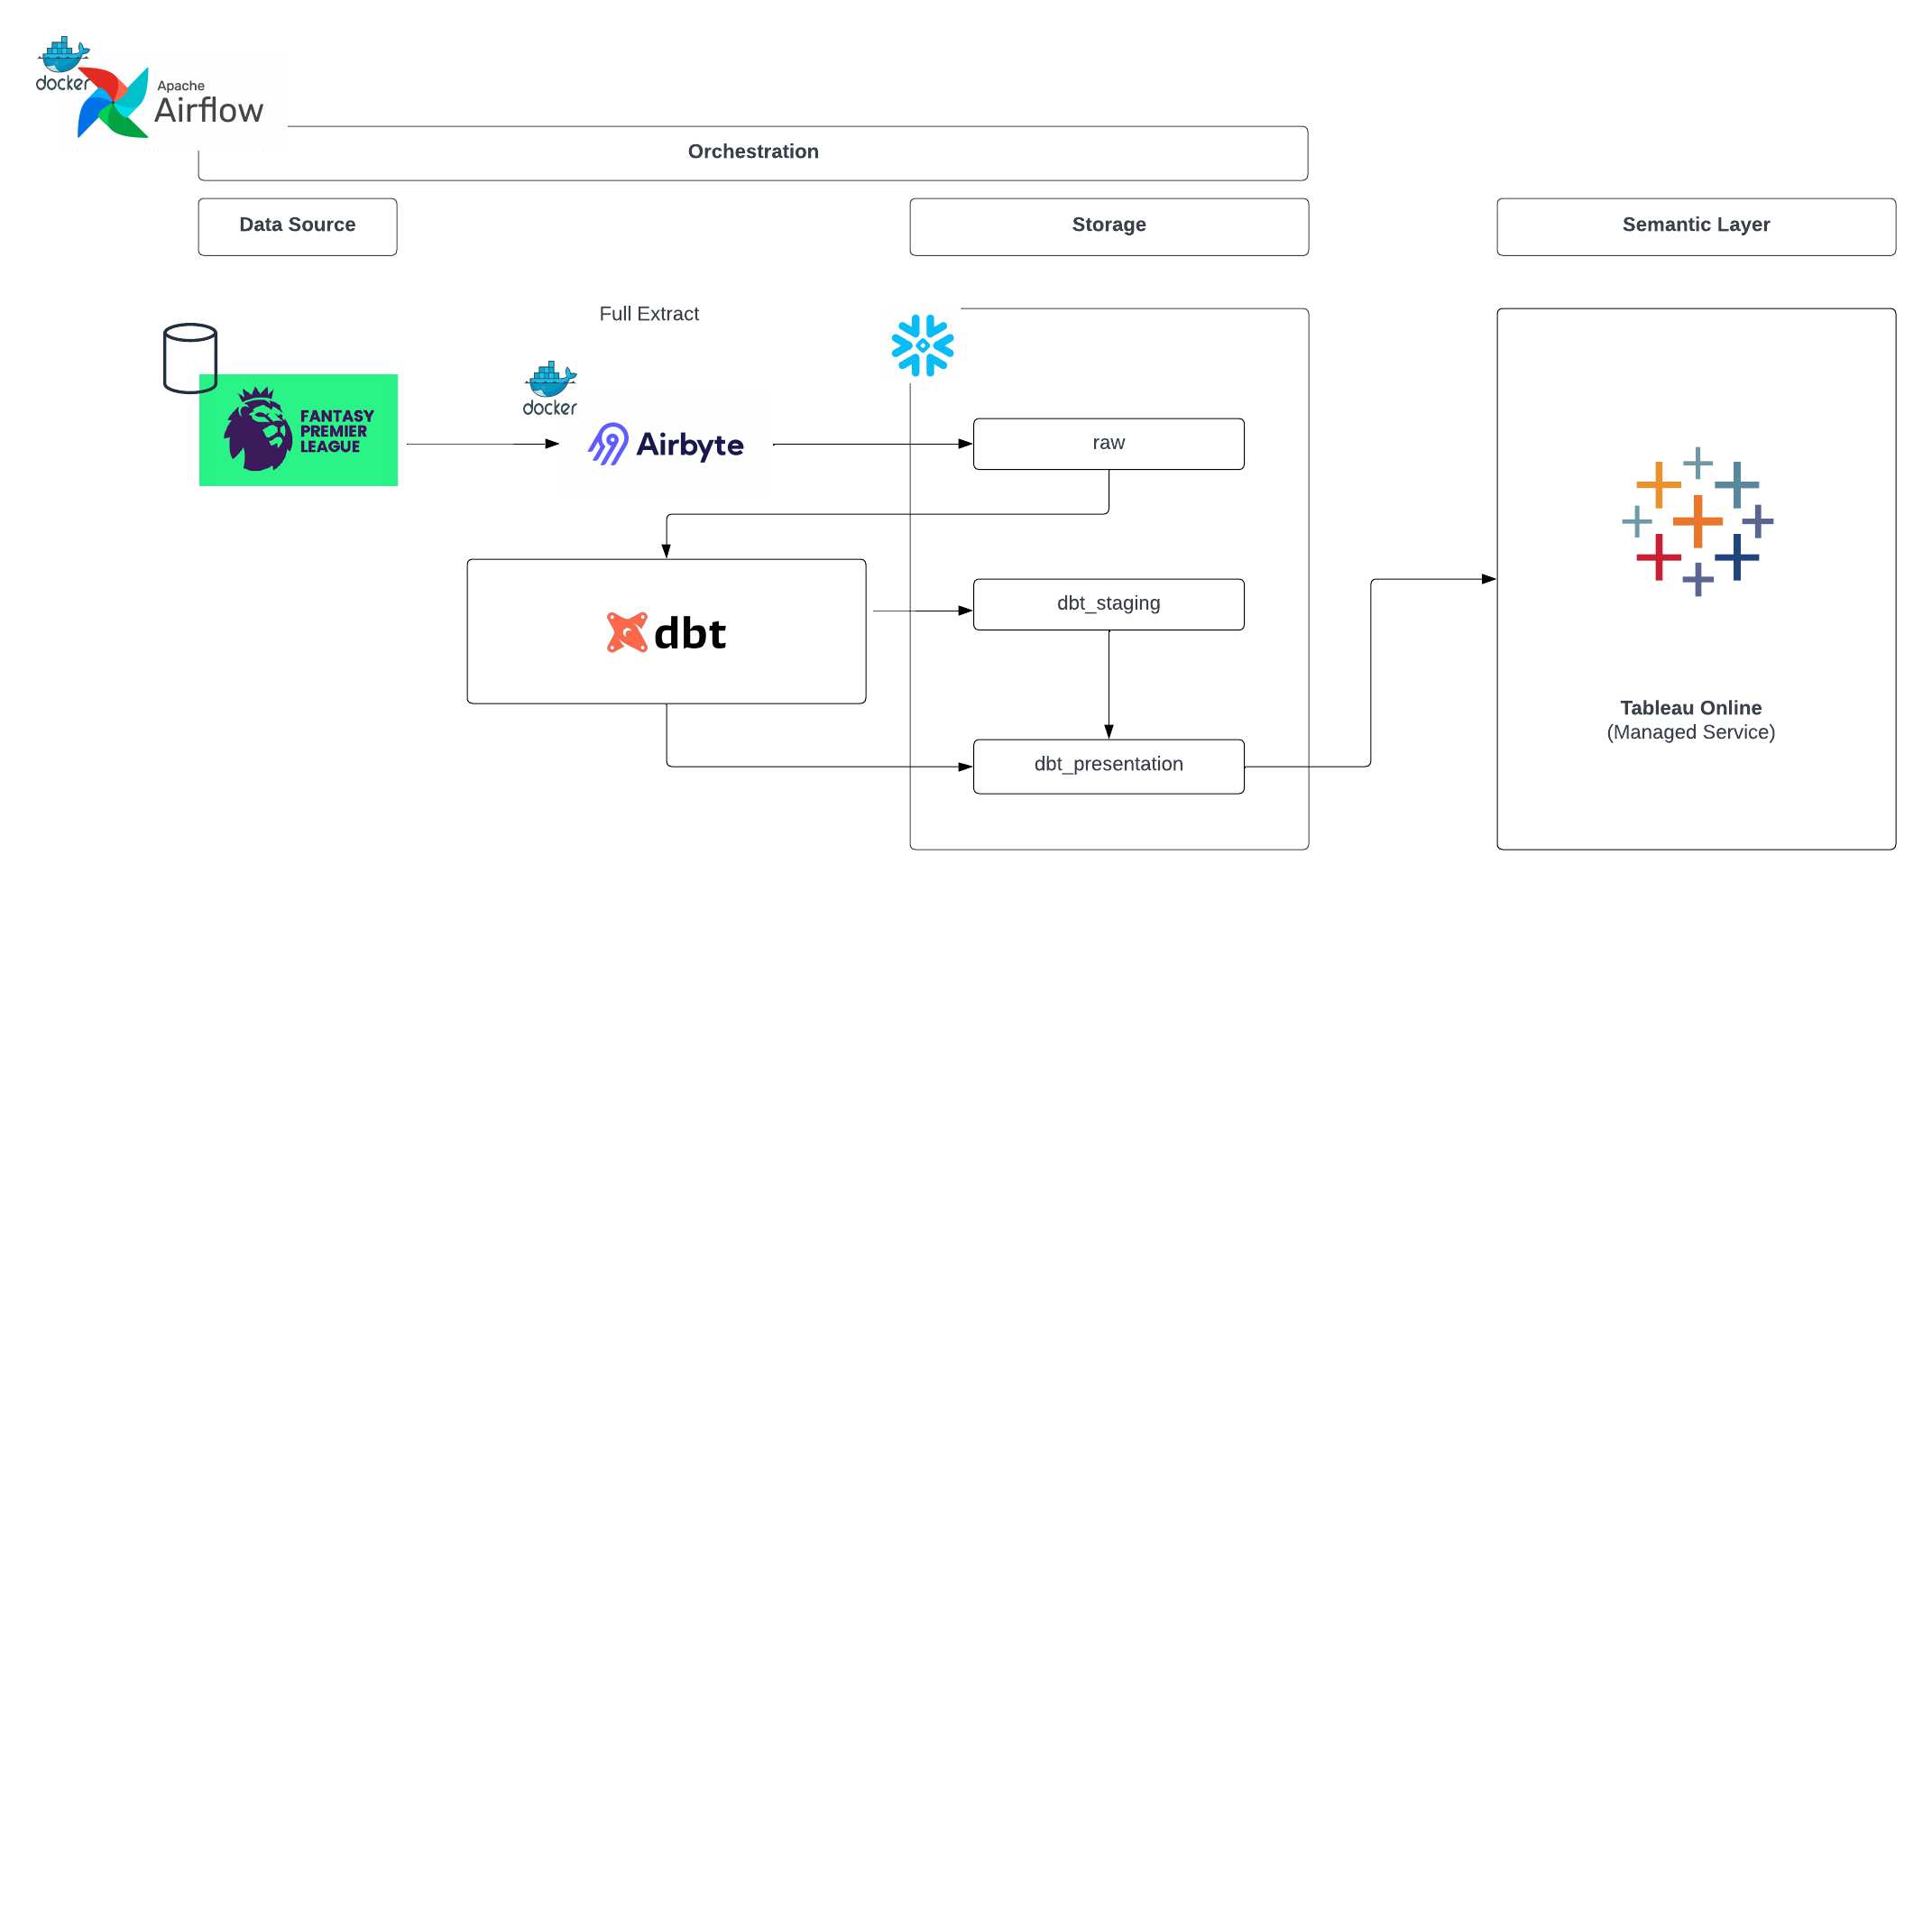 docker
Apache
Airflow
Orchestration
Data Source
Storage
Semantic Layer
Full Extract
docker
FANTASY
PREMIER
LEAGUE
Airbyte
raw
dbt
dbt_staging
dbt_presentation
Tableau Online
(Managed Service)